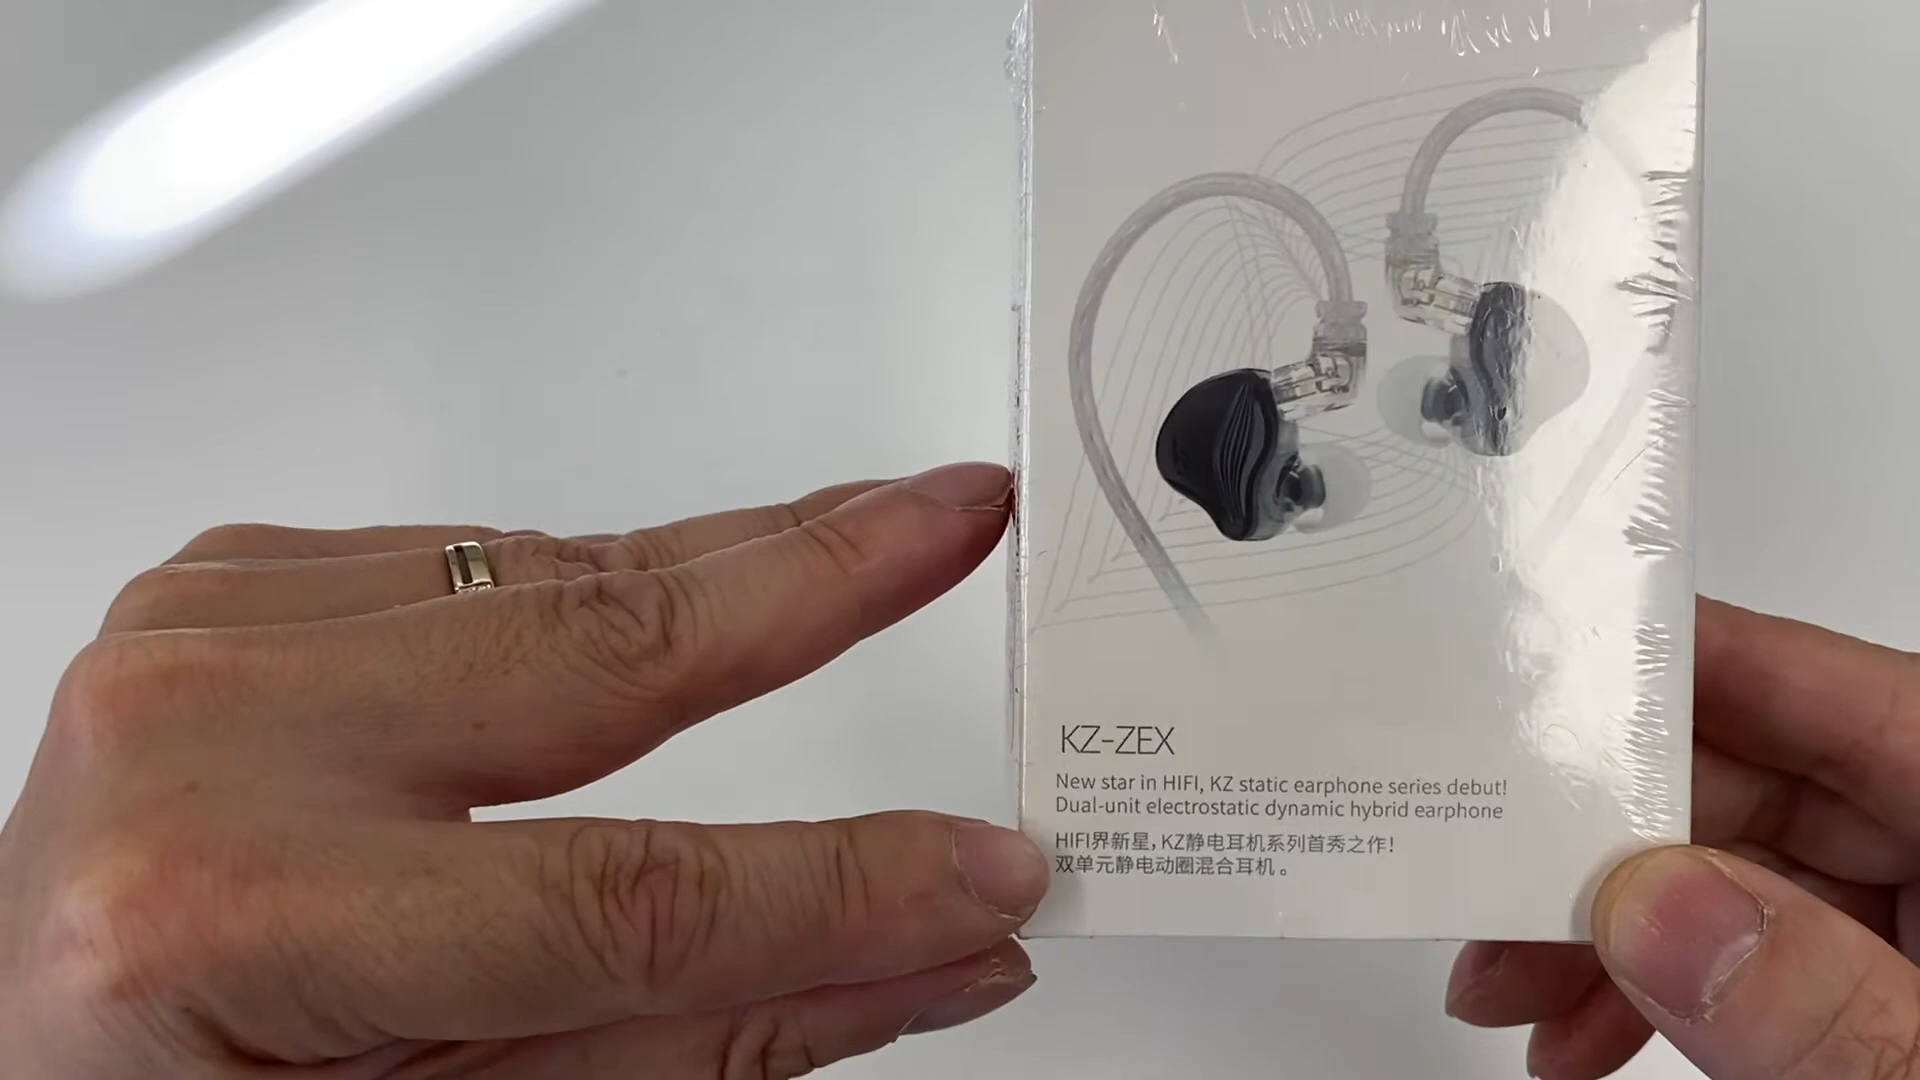 KZ-ZEX
New star in HIFI, KZ static earphone series debut!
Dual-unit electrostatic dynamic hybrid earphone
HIFI界新星,KZ静电耳机系列首秀之作!
双单元静电动圈混合耳机。